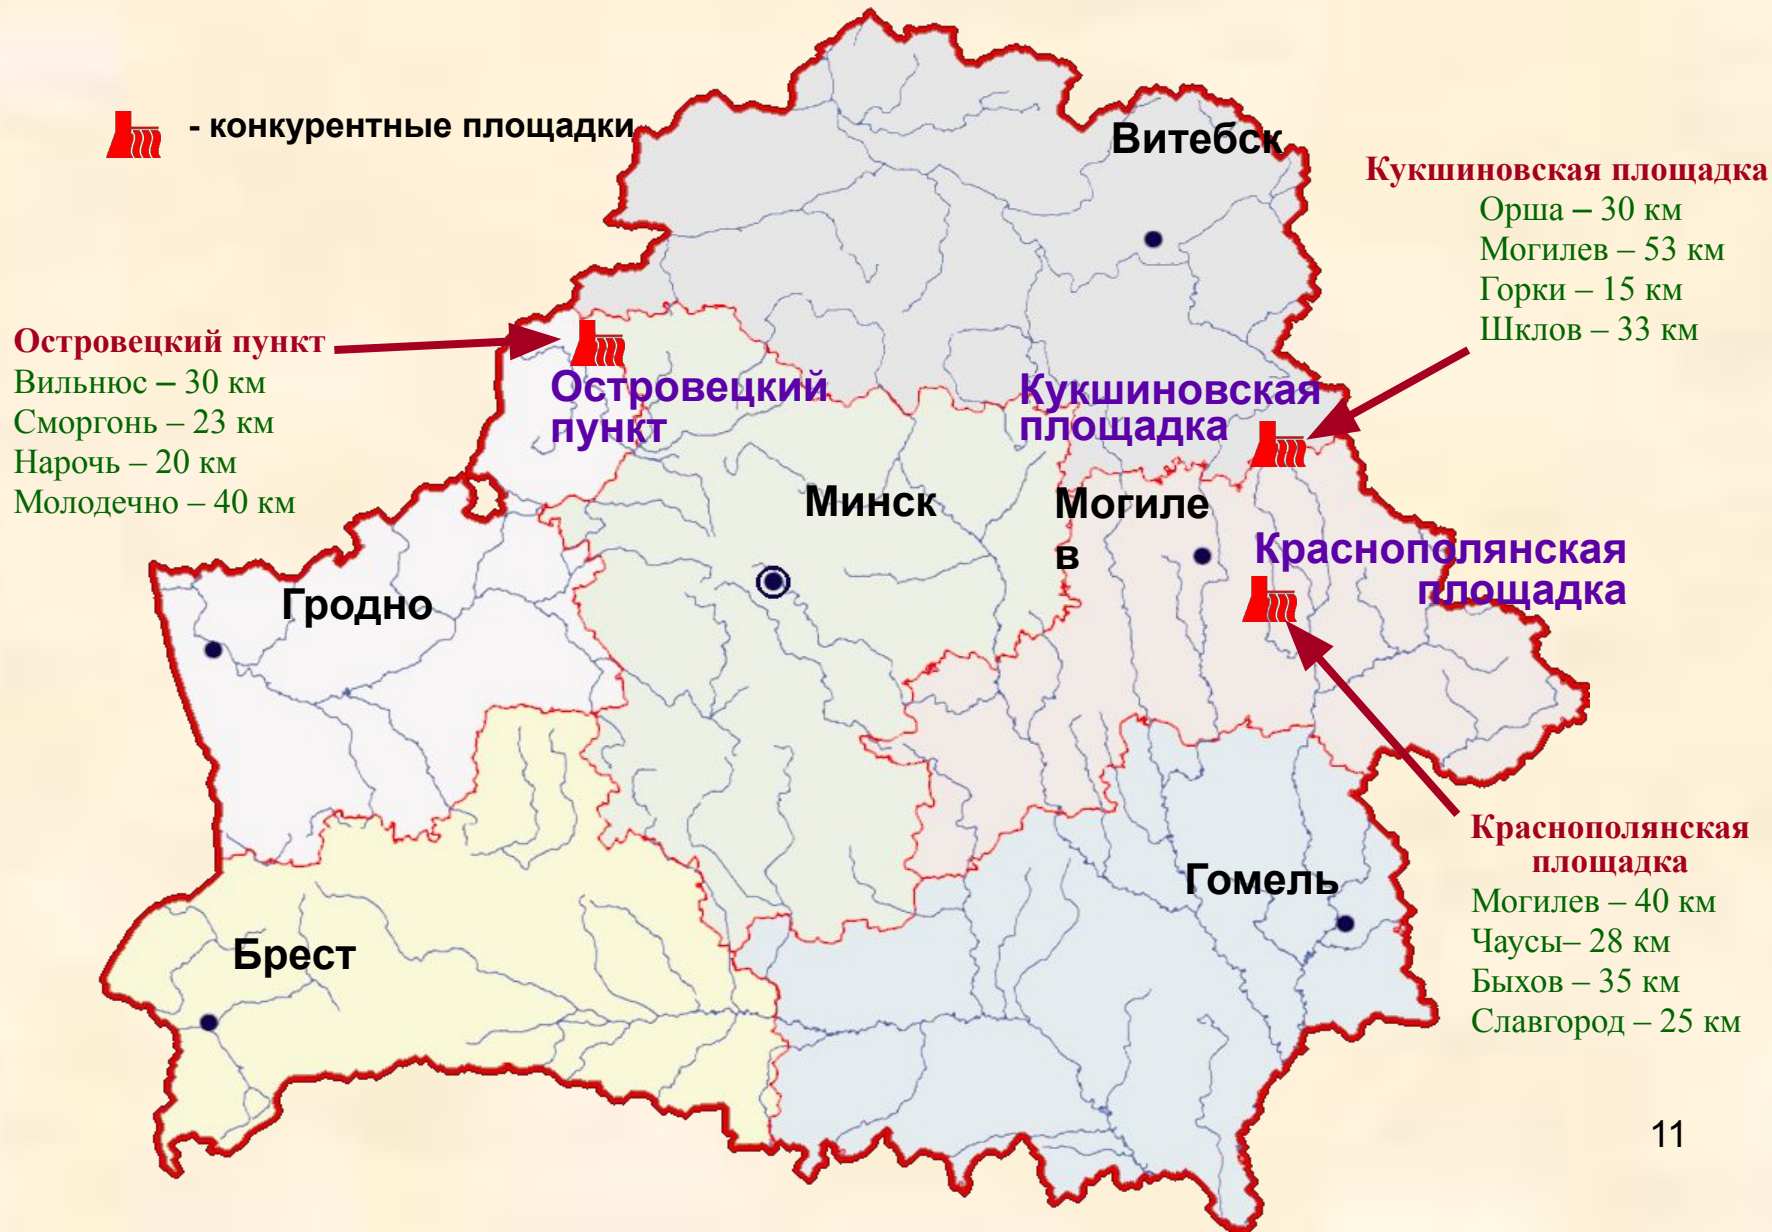 - конкурентные площадки
Витебск
Кукшиновская площадка
Орша – 30 км
Могилев – 53 км
Горки – 15 км
Шклов – 33 км
Островецкий пункт
Вильнюс – 30 км
Сморгонь – 23 км
Нарочь – 20 км
Молодечно – 40 км
Островецкий
пункт
Кукшиновская
площадка
Минск
Могиле
в
Краснополянская
площадка
Гродно
Краснополянская
площадка
Могилев – 40 км
Чаусы– 28 км
Быхов – 35 км
Славгород – 25 км
Гомель
Брест
11